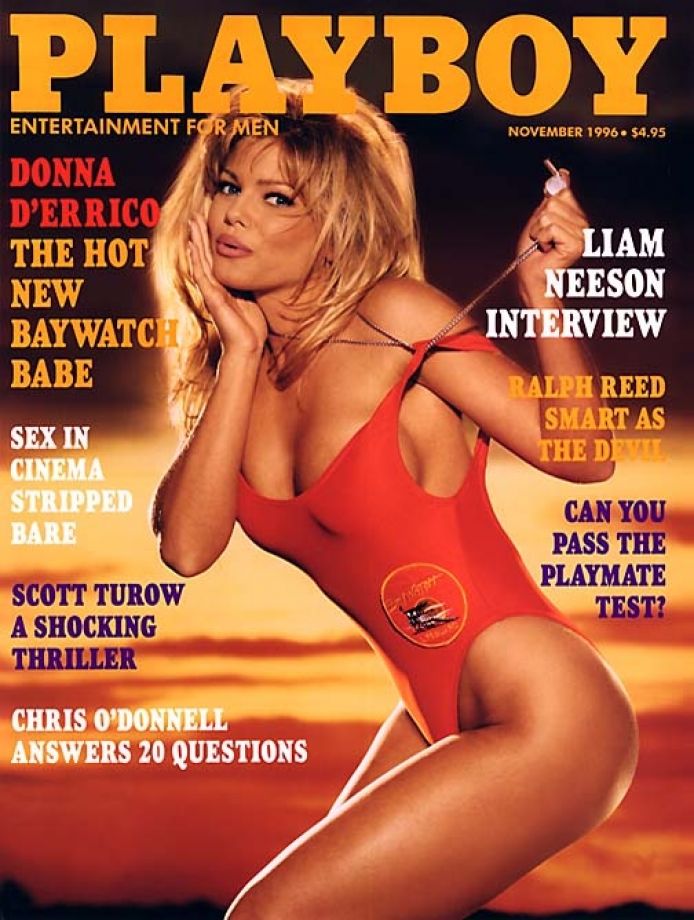 PLAYBOY
ENTERTAINMENT FOR MEN
NOVEMBER 1996 • $4.95
DONNA
D'ERRICO
THE HOT
NEW
BAYWATCH
BABE
SEX IN
CINEMA
STRIPPED
BARE
SCOTT TUROW
A SHOCKING
THRILLER
CHRIS O'DONNELL
ANSWERS 20 QUESTIONS
LIAM
NEESON
INTERVIEW
RALPH REED
SMART AS
THE DEVIL
CAN YOU
PASS THE
PLAYMATE
TEST?
BAYWATCH